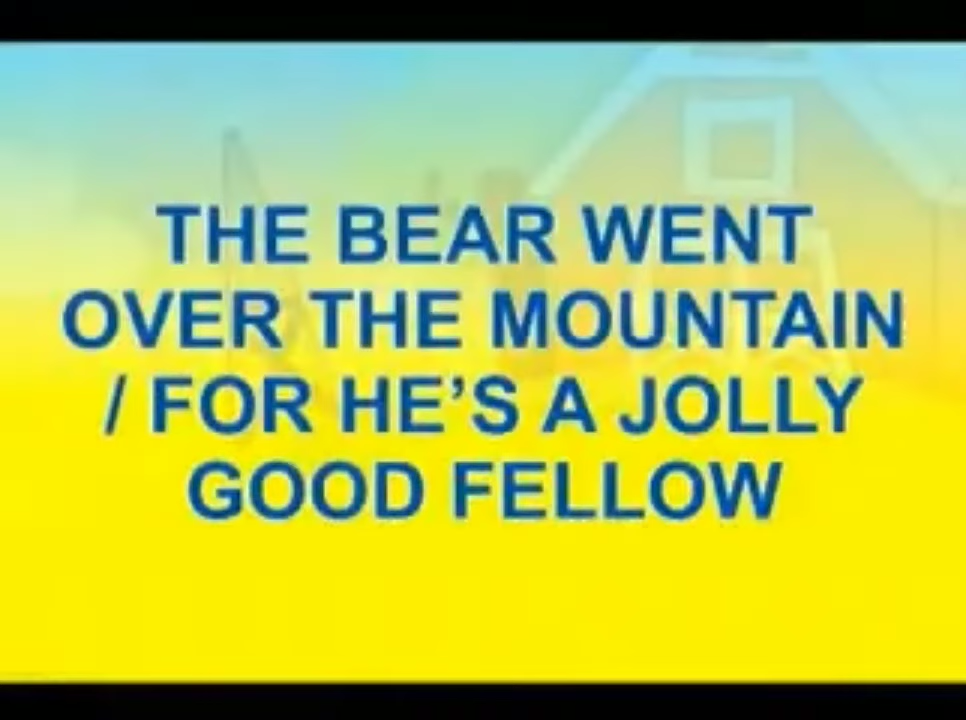 THE BEAR WENT
OVER THE MOUNTAIN
/ FOR HE’S A JOLLY
GOOD FELLOW